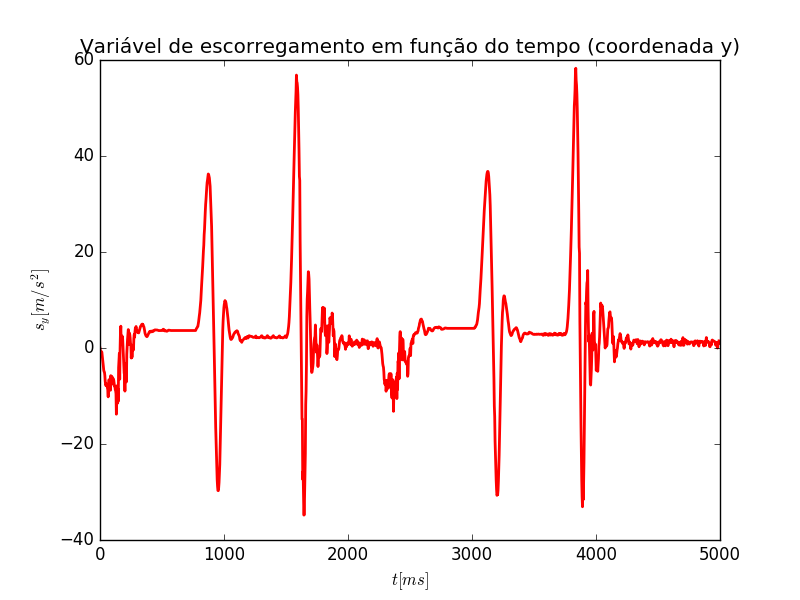 Variável de escorregamento em função do tempo (coordenada y)
60
40
20
0
−20
−40
s_y[m/s^2]
0 1000 2000 3000 4000 5000
t[ms]